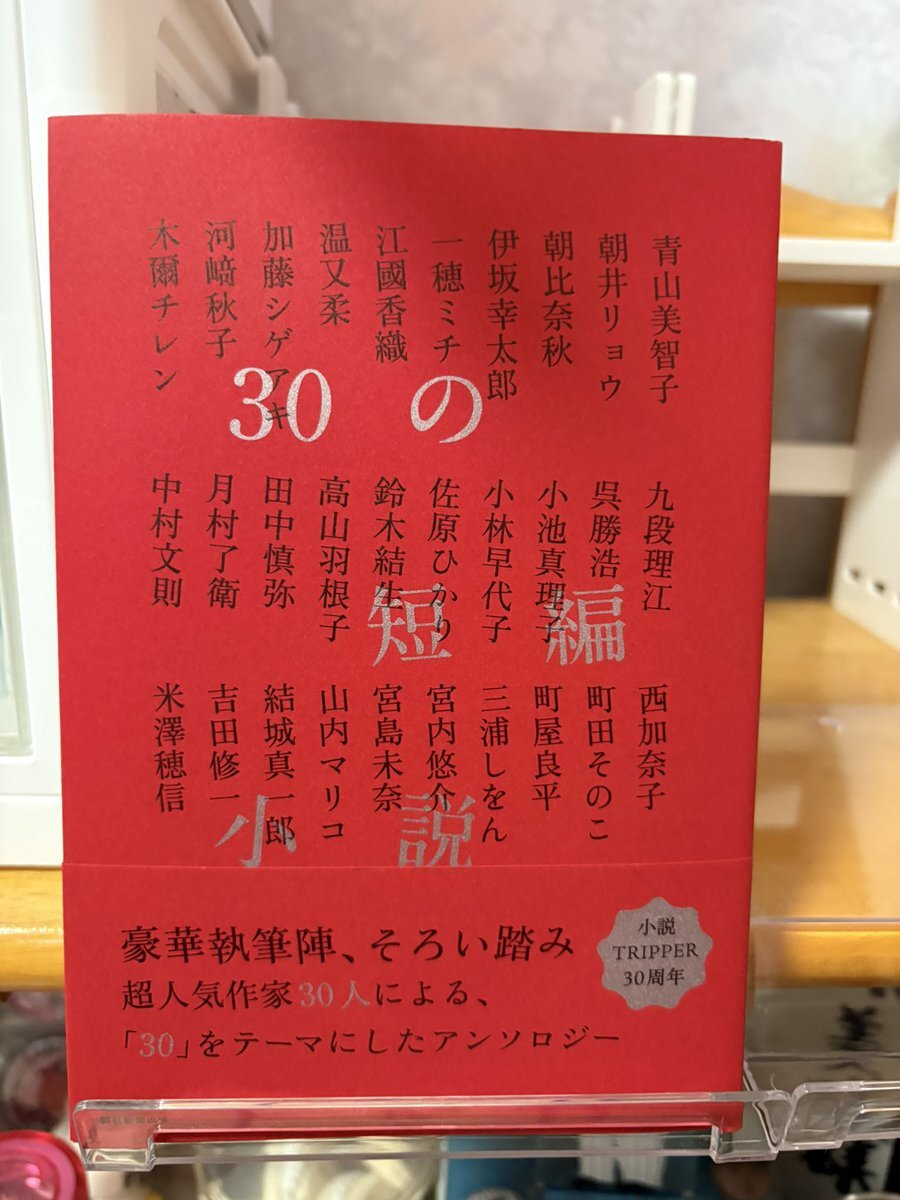 青山美智子
朝井リョウ
朝比奈秋
伊坂幸太郎
一穂ミチ
江國香織
温又柔
加藤シゲアキ
河﨑秋子
木爾チレン
30の
九段理江
呉勝浩
小池真理子
小林早代子
佐原ひかり
鈴木結生
高山羽根子
田中慎弥
月村了衛
中村文則
短編
西加奈子
町田そのこ
町屋良平
三浦しをん
宮内悠介
宮島未奈
山内マリコ
結城真一郎
吉田修一
米澤穂信
小説
豪華執筆陣、そろい踏み
超人気作家30人による、
「30」をテーマにしたアンソロジー
小説
TRIPPER
30周年